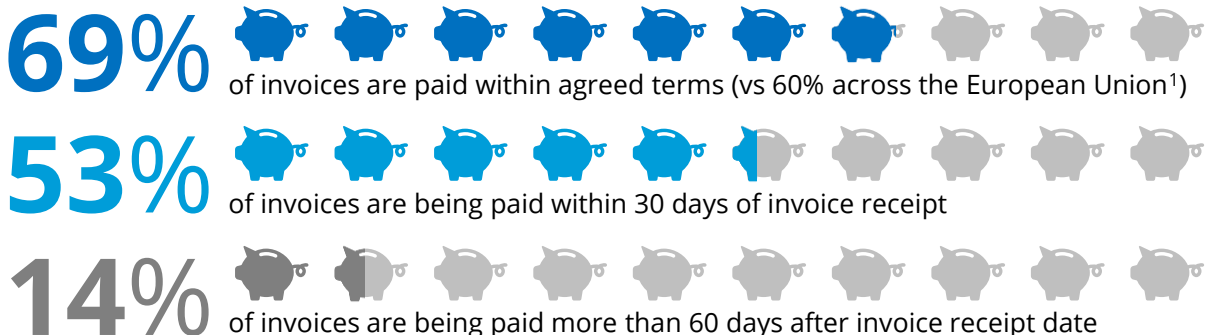 69%
of invoices are paid within agreed terms (vs 60% across the European Union¹)
53%
of invoices are being paid within 30 days of invoice receipt
14%
of invoices are being paid more than 60 days after invoice receipt date